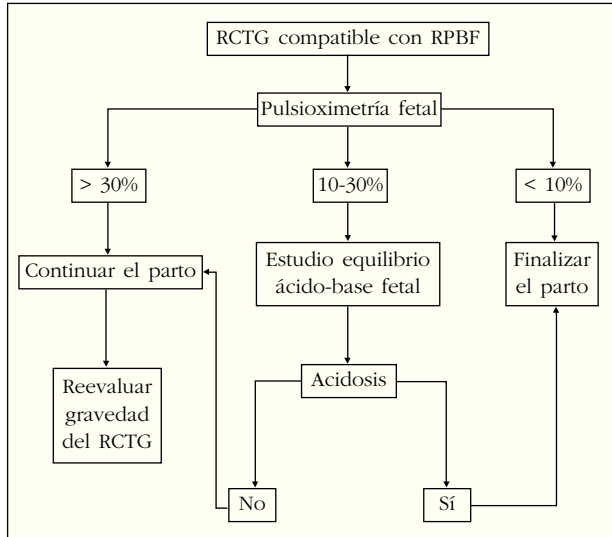 RCTG compatible con RPBF
Pulsioximetría fetal
> 30%
10-30%
< 10%
Continuar el parto
Estudio equilibrio
ácido-base fetal
Finalizar
el parto
Reevaluar
gravedad
del RCTG
Acidosis
No
Sí